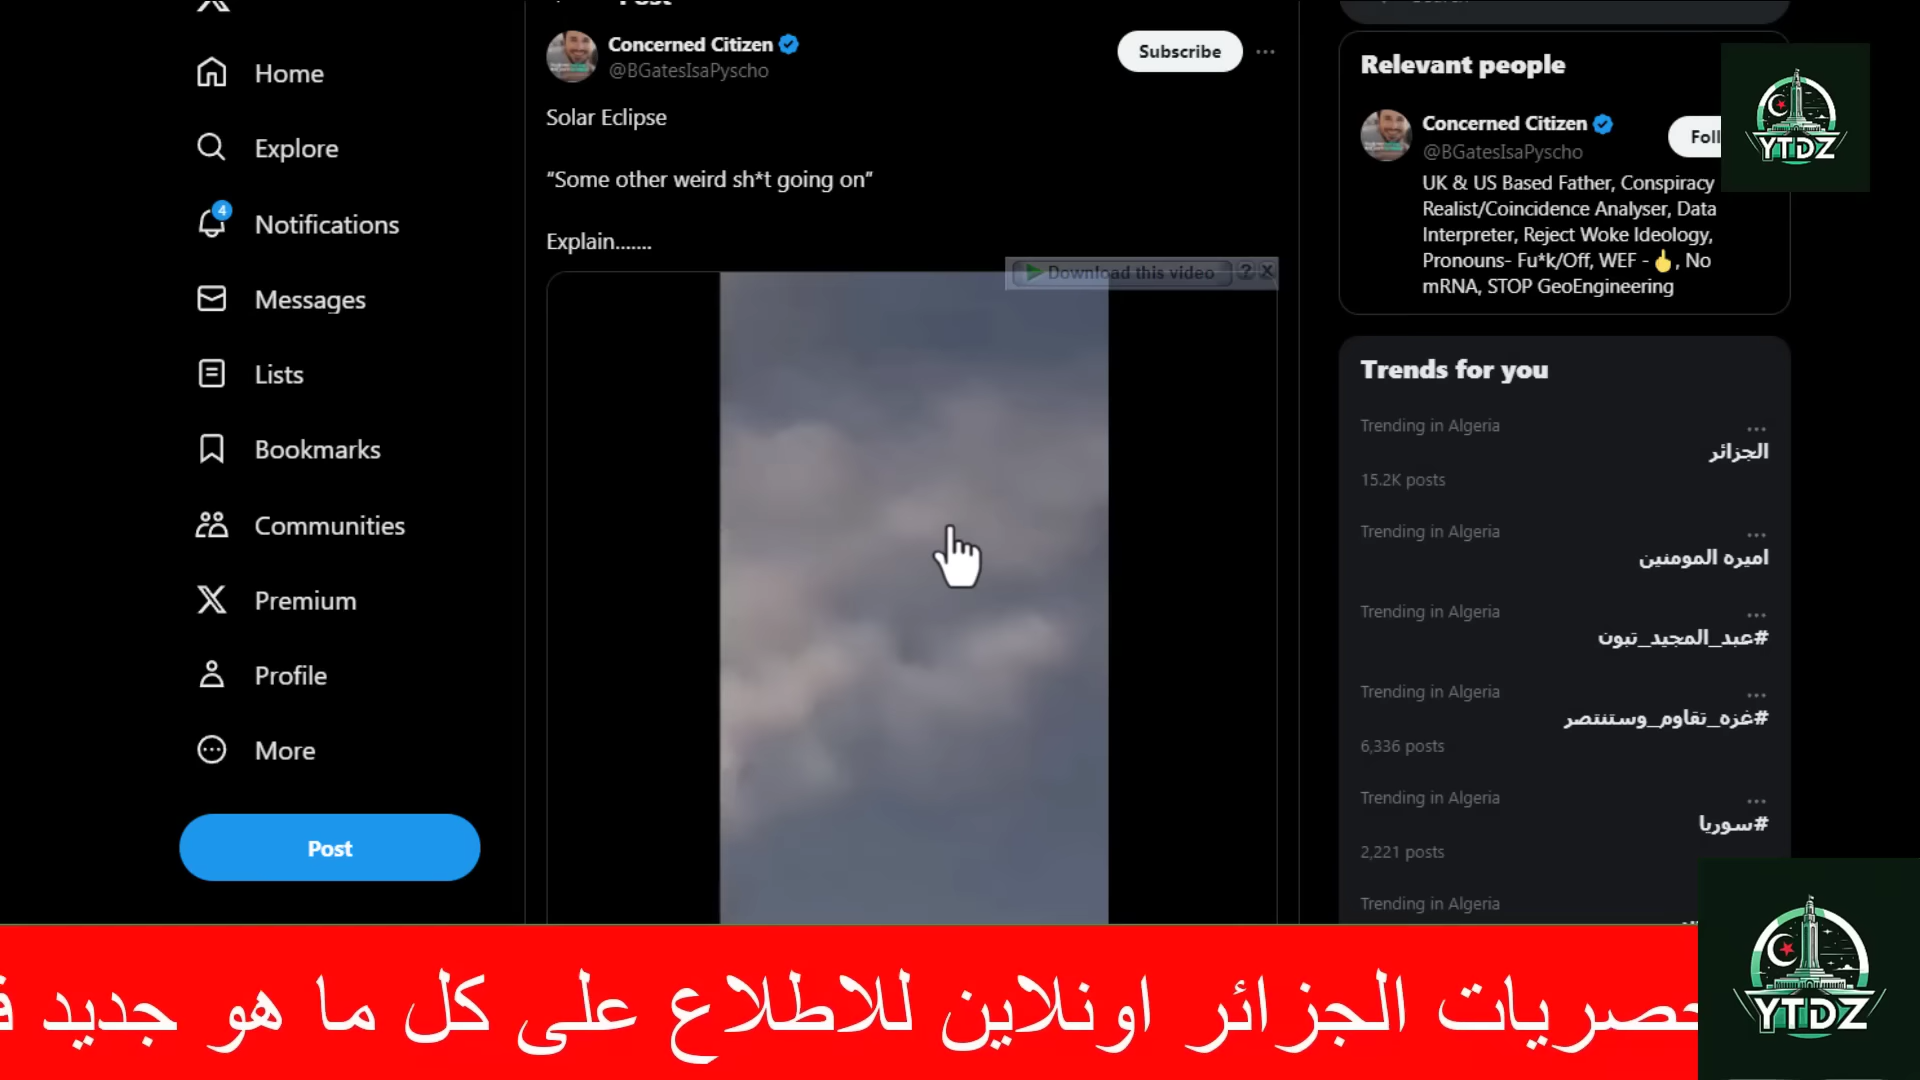 Home
Explore
4
Notifications
Messages
Lists
Bookmarks
Communities
Premium
Profile
More
Post
Concerned Citizen
@BGatesIsaPyscho
Subscribe
Solar Eclipse
“Some other weird sh*t going on”
Explain.......
Download this video
Relevant people
Concerned Citizen
@BGatesIsaPyscho
UK & US Based Father, Conspiracy
Realist/Coincidence Analyser, Data
Interpreter, Reject Woke Ideology,
Pronouns- Fu*k/Off, WEF -🖕, No
mRNA, STOP GeoEngineering
YTDZ
Trends for you
Trending in Algeria
الجزائر
15.2K posts
Trending in Algeria
اميره المومنين
Trending in Algeria
#عبد_المجيد_تبون
Trending in Algeria
#غزه_تقاوم_وستنتصر
6,336 posts
Trending in Algeria
#سوريا
2,221 posts
Trending in Algeria
الجزائر اونلاين للاطلاع على كل ما هو جديد
YTDZ